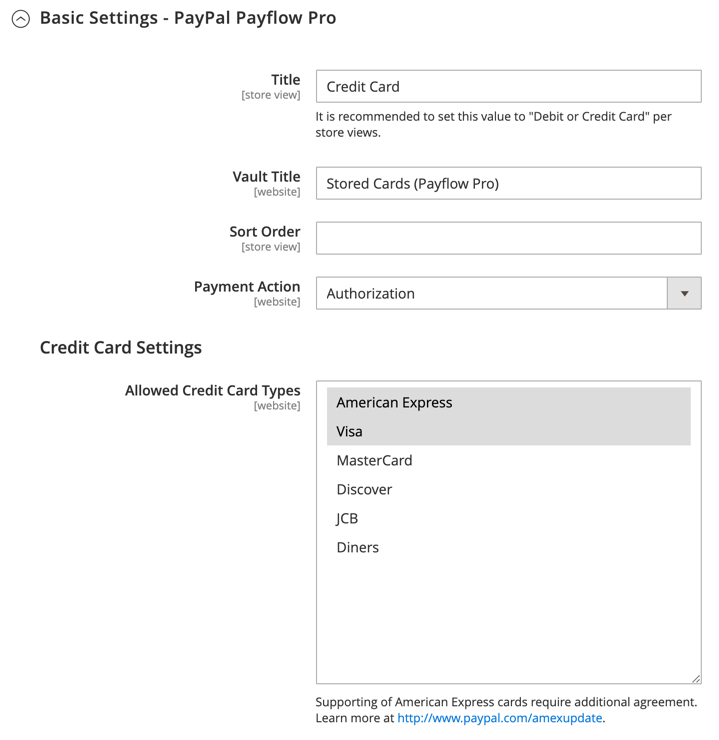 Basic Settings - PayPal Payflow Pro
Title
[store view]
Credit Card
It is recommended to set this value to "Debit or Credit Card" per
store views.
Vault Title
[website]
Stored Cards (Payflow Pro)
Sort Order
[store view]
Payment Action
[website]
Authorization
Credit Card Settings
Allowed Credit Card Types
[website]
American Express
Visa
MasterCard
Discover
JCB
Diners
Supporting of American Express cards require additional agreement.
Learn more at http://www.paypal.com/amexupdate.